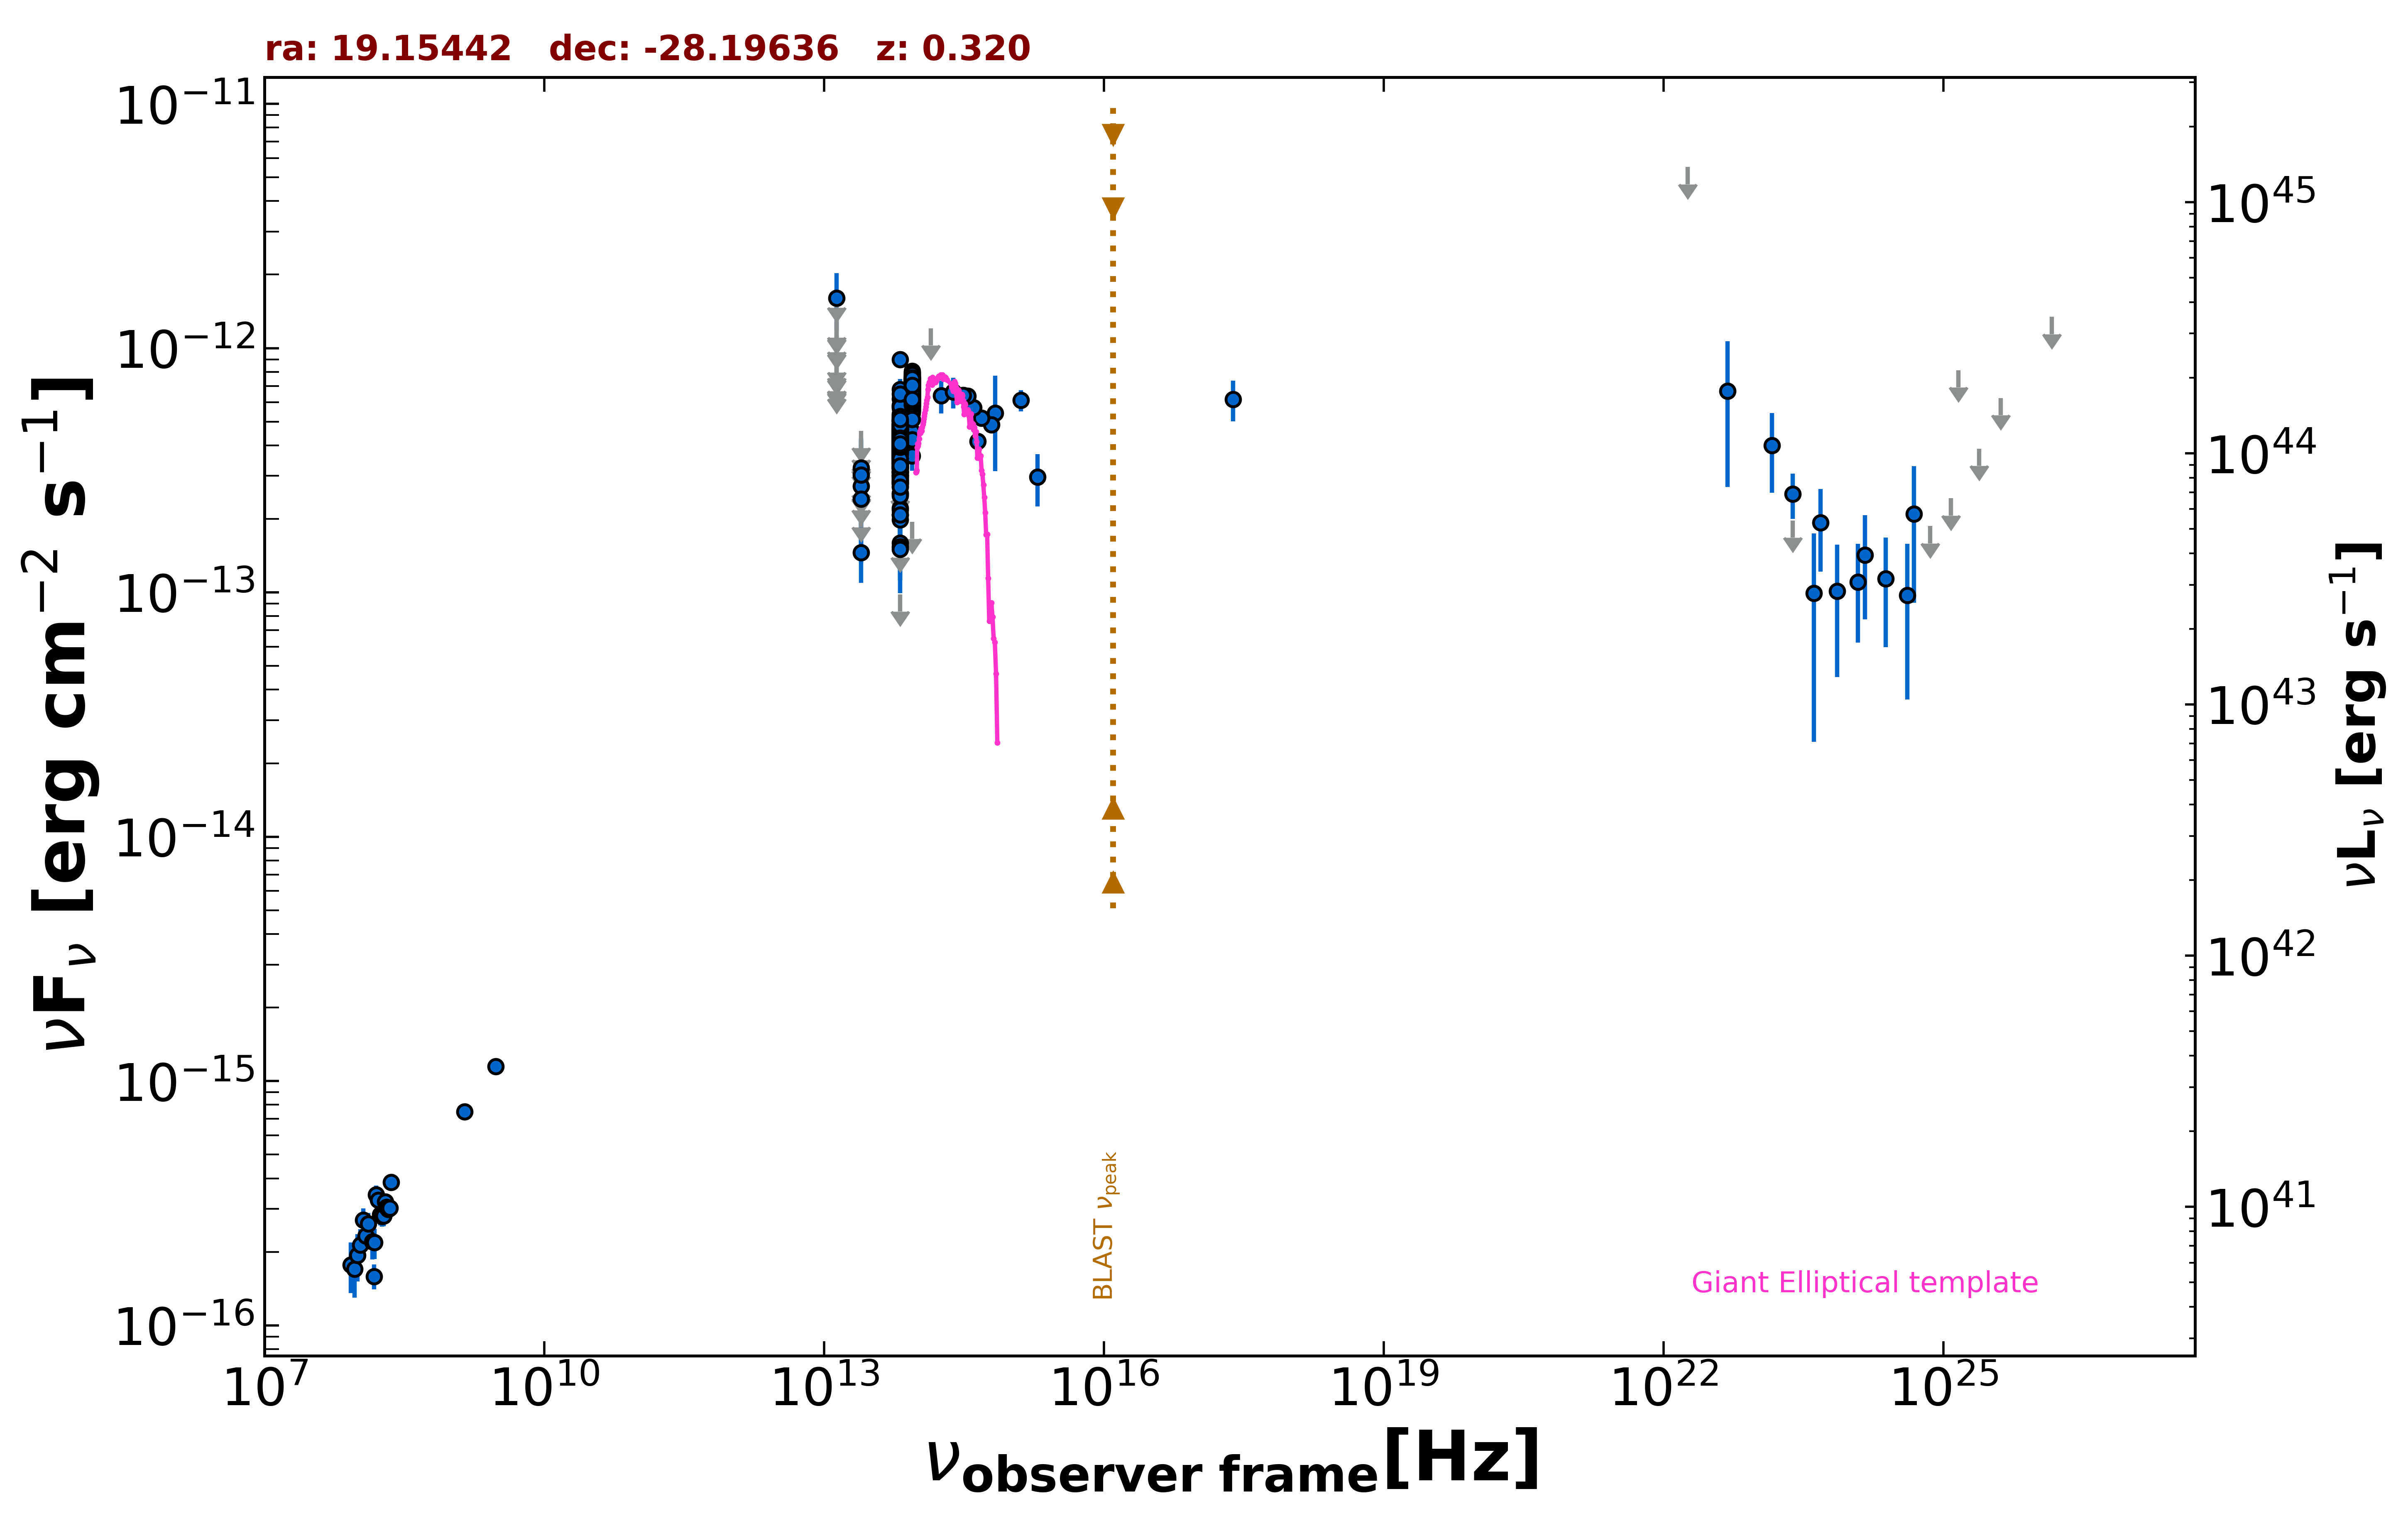 ra: 19.15442   dec: -28.19636   z: 0.320
νFν [erg cm−2 s−1]
10−11
10−12
10−13
10−14
10−15
10−16
νLν [erg s−1]
1045
1044
1043
1042
1041
BLAST νpeak
Giant Elliptical template
107 1010 1013 1016 1019 1022 1025
νobserver frame[Hz]